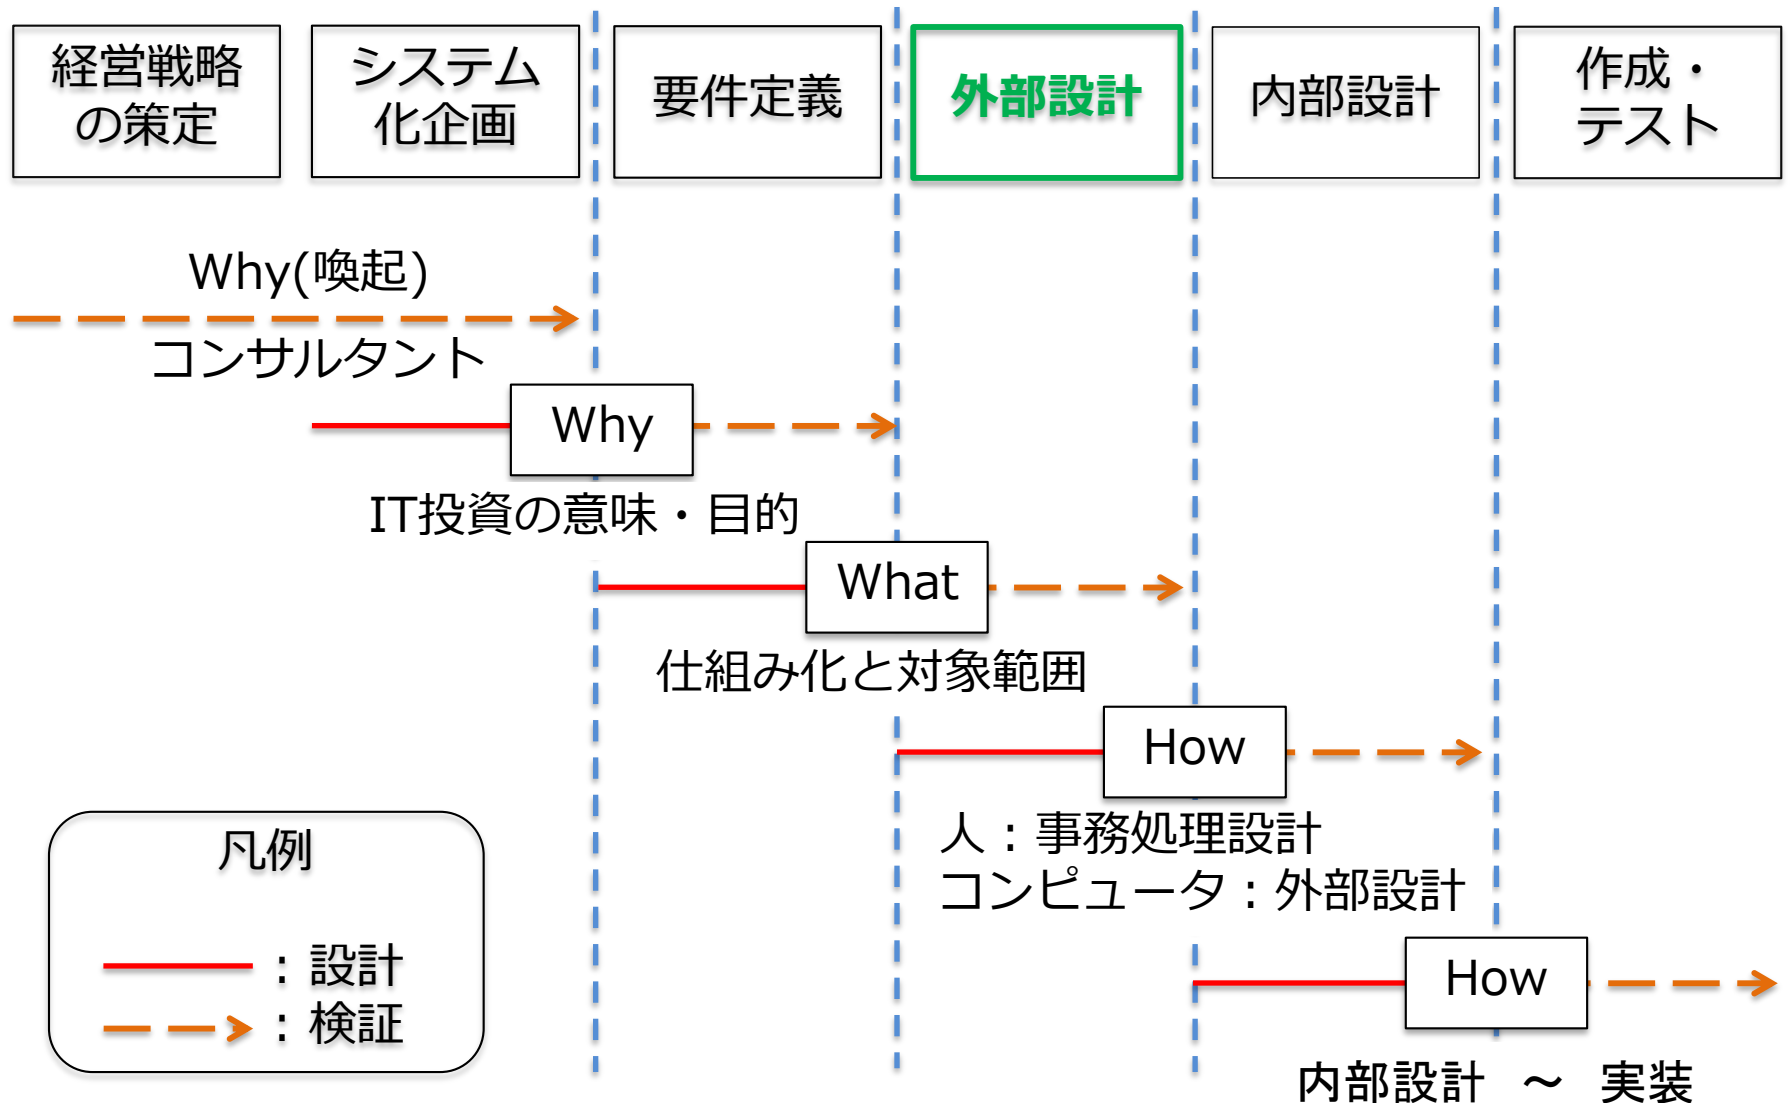 経営戦略
の策定
システム
化企画
要件定義
外部設計
内部設計
作成・
テスト
Why(喚起)
コンサルタント
Why
IT投資の意味・目的
What
仕組み化と対象範囲
How
人：事務処理設計
コンピュータ：外部設計
How
内部設計　～　実装
凡例
：設計
：検証